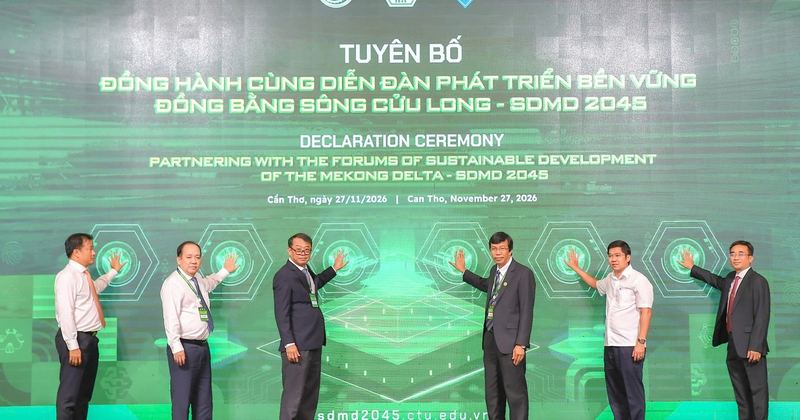 TUYÊN BỐ
ĐỒNG HÀNH CÙNG DIỄN ĐÀN PHÁT TRIỂN BỀN VỮNG
ĐỒNG BẰNG SÔNG CỬU LONG - SDMD 2045
DECLARATION CEREMONY
PARTNERING WITH THE FORUMS OF SUSTAINABLE DEVELOPMENT
OF THE MEKONG DELTA - SDMD 2045
Cần Thơ, ngày 27/11/2026 | Can Tho, November 27, 2026
sdmd2045.ctu.edu.vn